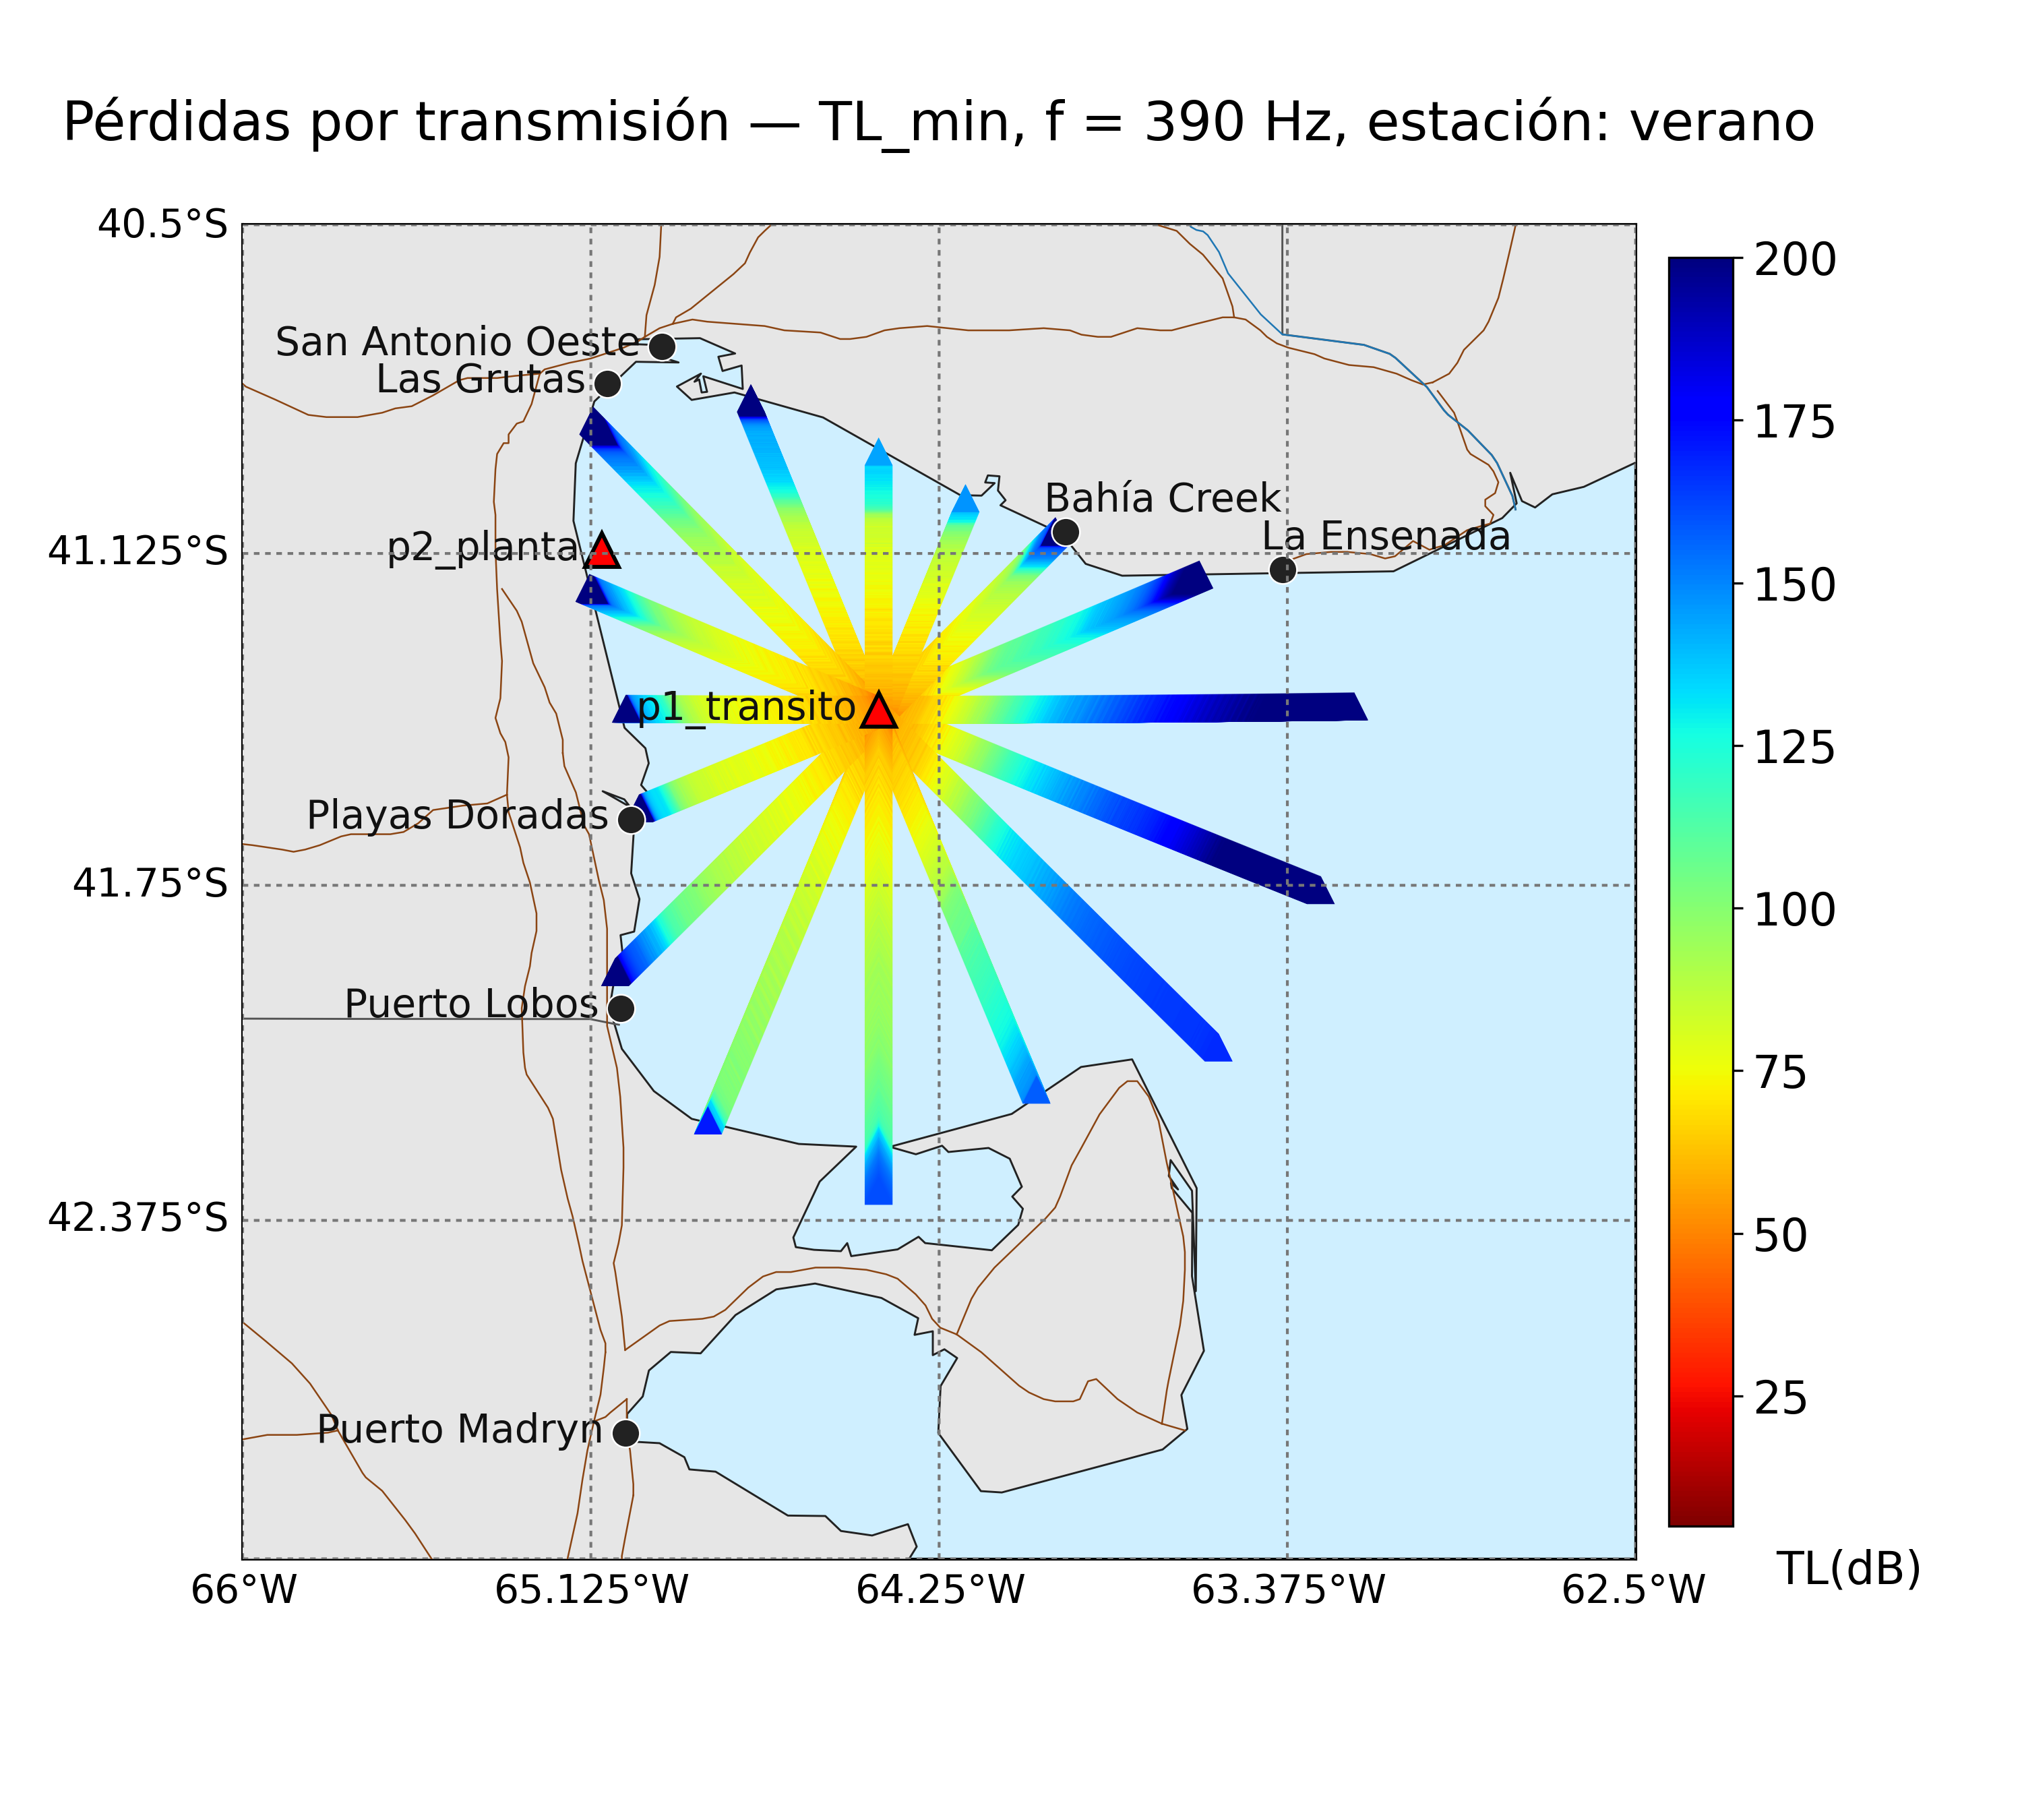 Pérdidas por transmisión — TL_min, f = 390 Hz, estación: verano
40.5°S
200
San Antonio Oeste
Las Grutas
175
Bahía Creek
La Ensenada
p2_planta
41.125°S
150
p1_transito
125
Playas Doradas
41.75°S
100
Puerto Lobos
75
42.375°S
50
25
Puerto Madryn
TL(dB)
66°W
65.125°W
64.25°W
63.375°W
62.5°W